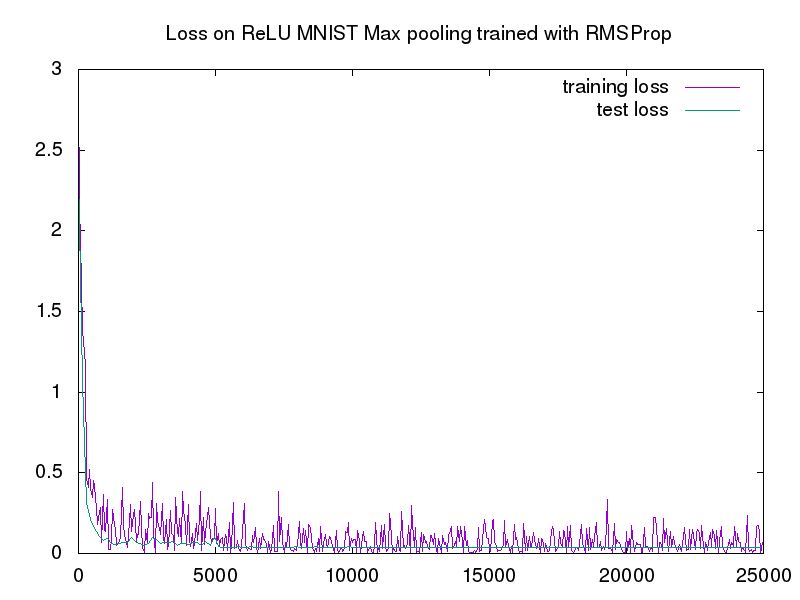 Loss on ReLU MNIST Max pooling trained with RMSProp
3
training loss
test loss
2.5
2
1.5
1
0.5
0
0 5000 10000 15000 20000 25000